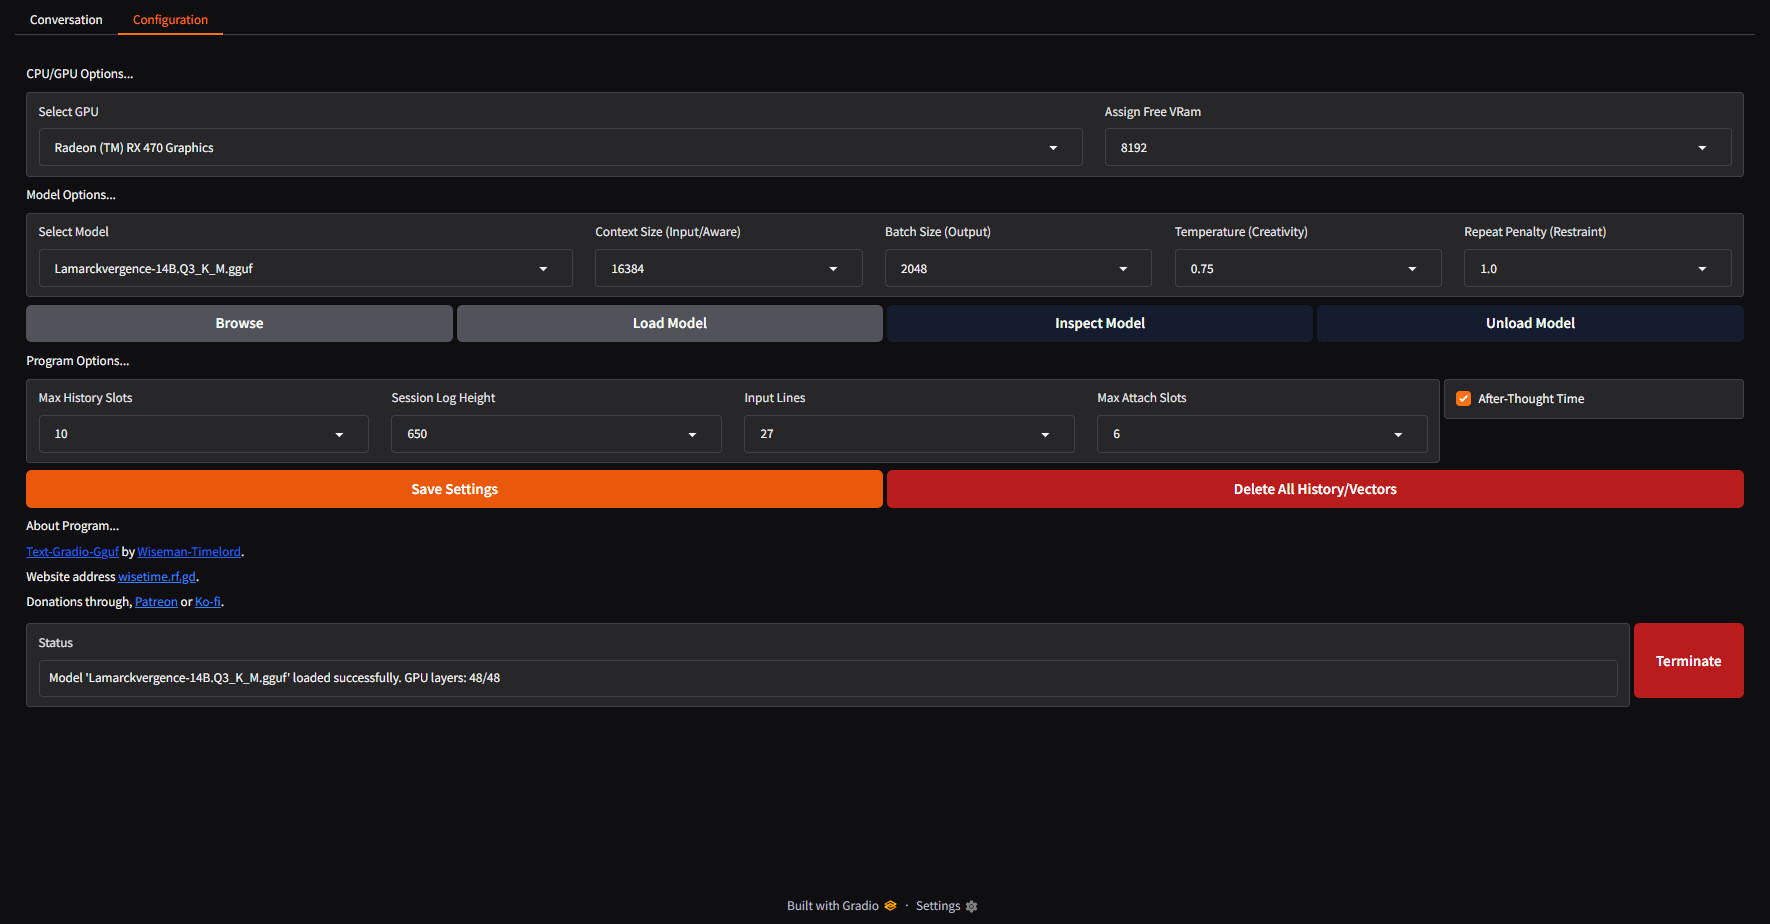 Conversation Configuration
CPU/GPU Options...
Select GPU Assign Free VRam
Radeon (TM) RX 470 Graphics 8192
Model Options...
Select Model Context Size (Input/Aware) Batch Size (Output) Temperature (Creativity) Repeat Penalty (Restraint)
Lamarckvergence-14B.Q3_K_M.gguf 16384 2048 0.75 1.0
Browse Load Model Inspect Model Unload Model
Program Options...
Max History Slots Session Log Height Input Lines Max Attach Slots After-Thought Time
10 650 27 6
Save Settings Delete All History/Vectors
About Program...
Text-Gradio-Gguf by Wiseman-Timelord.
Website address wisetime.rf.gd.
Donations through, Patreon or Ko-fi.
Status
Model 'Lamarckvergence-14B.Q3_K_M.gguf' loaded successfully. GPU layers: 48/48
Terminate
Built with Gradio · Settings